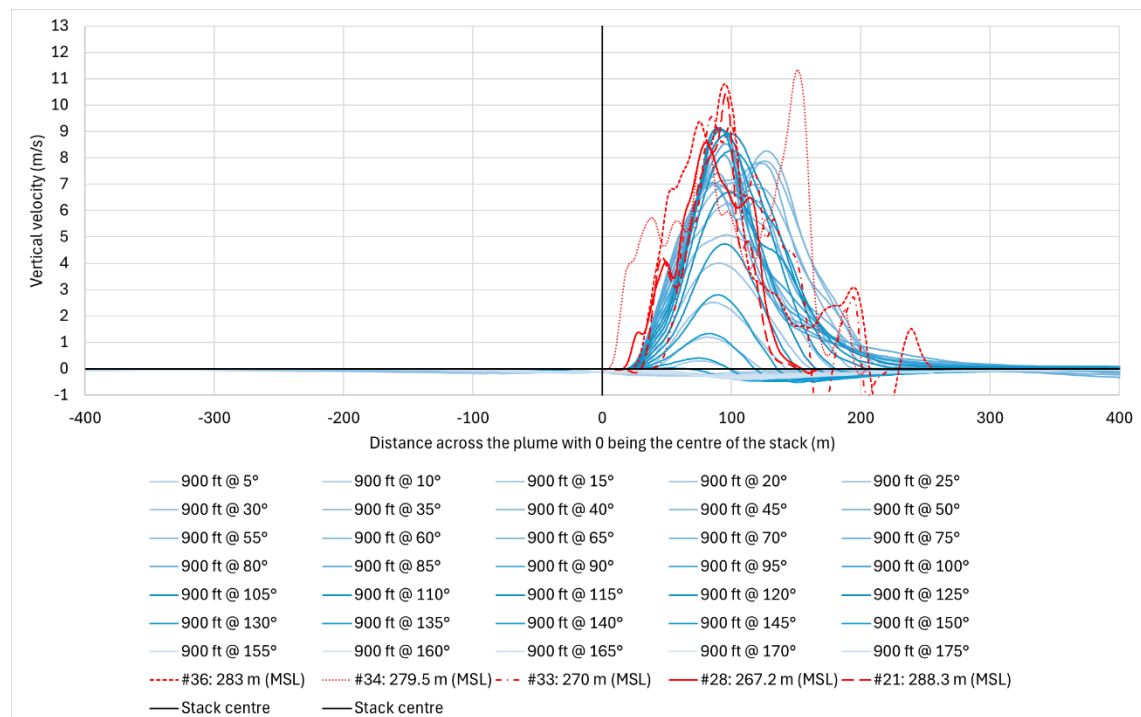 13
12
11
10
9
8
7
6
5
4
3
2
1
0
-1
Vertical velocity (m/s)
-400 -300 -200 -100 0 100 200 300 400
Distance across the plume with 0 being the centre of the stack (m)
900 ft @ 5° 900 ft @ 10° 900 ft @ 15° 900 ft @ 20° 900 ft @ 25°
900 ft @ 30° 900 ft @ 35° 900 ft @ 40° 900 ft @ 45° 900 ft @ 50°
900 ft @ 55° 900 ft @ 60° 900 ft @ 65° 900 ft @ 70° 900 ft @ 75°
900 ft @ 80° 900 ft @ 85° 900 ft @ 90° 900 ft @ 95° 900 ft @ 100°
900 ft @ 105° 900 ft @ 110° 900 ft @ 115° 900 ft @ 120° 900 ft @ 125°
900 ft @ 130° 900 ft @ 135° 900 ft @ 140° 900 ft @ 145° 900 ft @ 150°
900 ft @ 155° 900 ft @ 160° 900 ft @ 165° 900 ft @ 170° 900 ft @ 175°
#36: 283 m (MSL) #34: 279.5 m (MSL) #33: 270 m (MSL) #28: 267.2 m (MSL) #21: 288.3 m (MSL)
Stack centre Stack centre